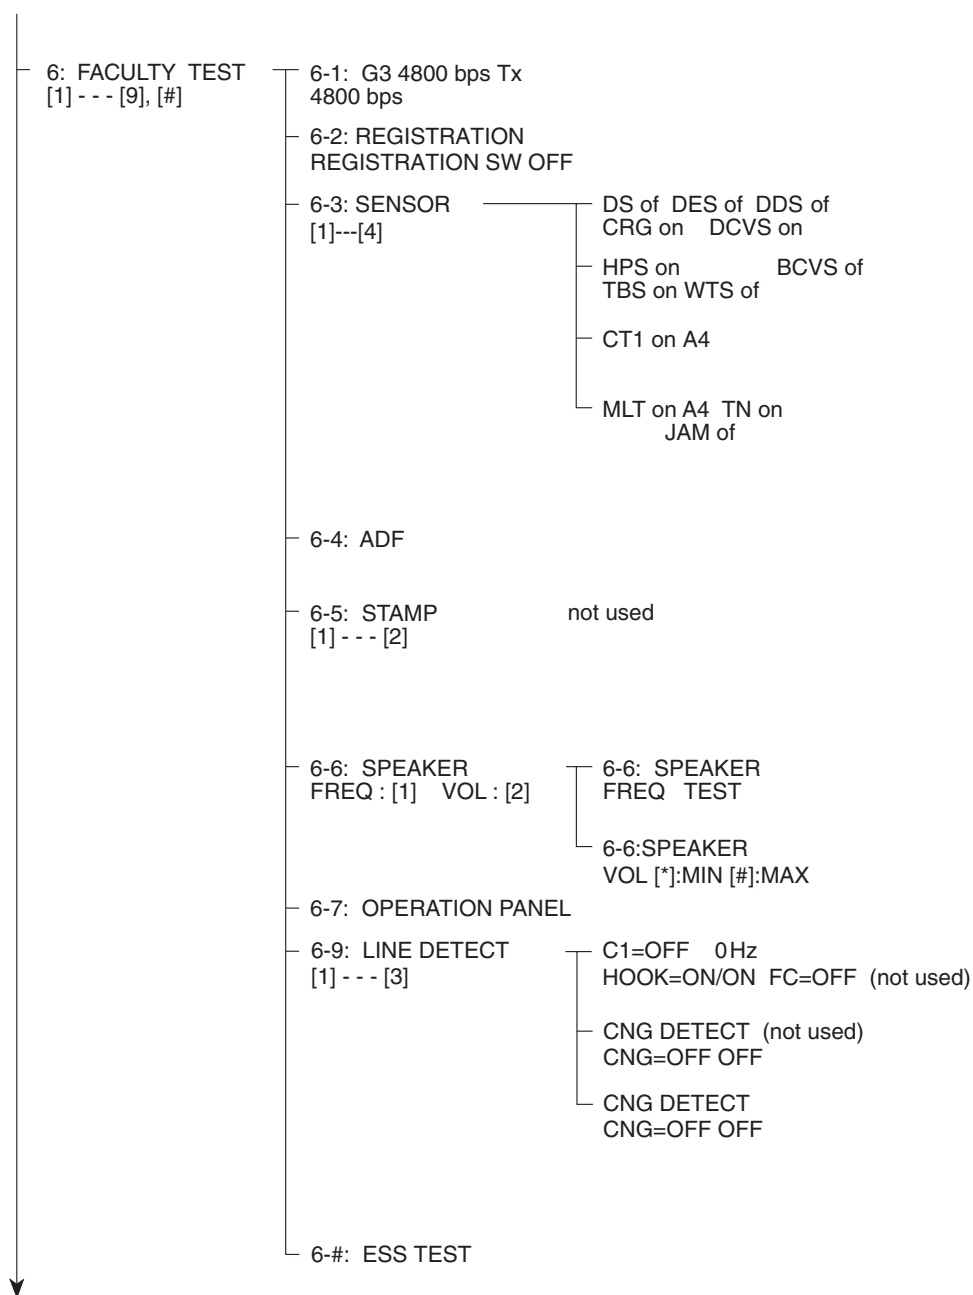 6: FACULTY TEST
[1] - - - [9], [#]
6-1: G3 4800 bps Tx
4800 bps
6-2: REGISTRATION
REGISTRATION SW OFF
6-3: SENSOR
[1]---[4]
DS of DES of DDS of
CRG on DCVS on
HPS on BCVS of
TBS on WTS of
CT1 on A4
MLT on A4 TN on
JAM of
6-4: ADF
6-5: STAMP not used
[1] - - - [2]
6-6: SPEAKER
FREQ : [1] VOL : [2]
6-6: SPEAKER
FREQ TEST
6-6:SPEAKER
VOL [*]:MIN [#]:MAX
6-7: OPERATION PANEL
6-9: LINE DETECT
[1] - - - [3]
C1=OFF 0Hz
HOOK=ON/ON FC=OFF (not used)
CNG DETECT (not used)
CNG=OFF OFF
CNG DETECT
CNG=OFF OFF
6-#: ESS TEST